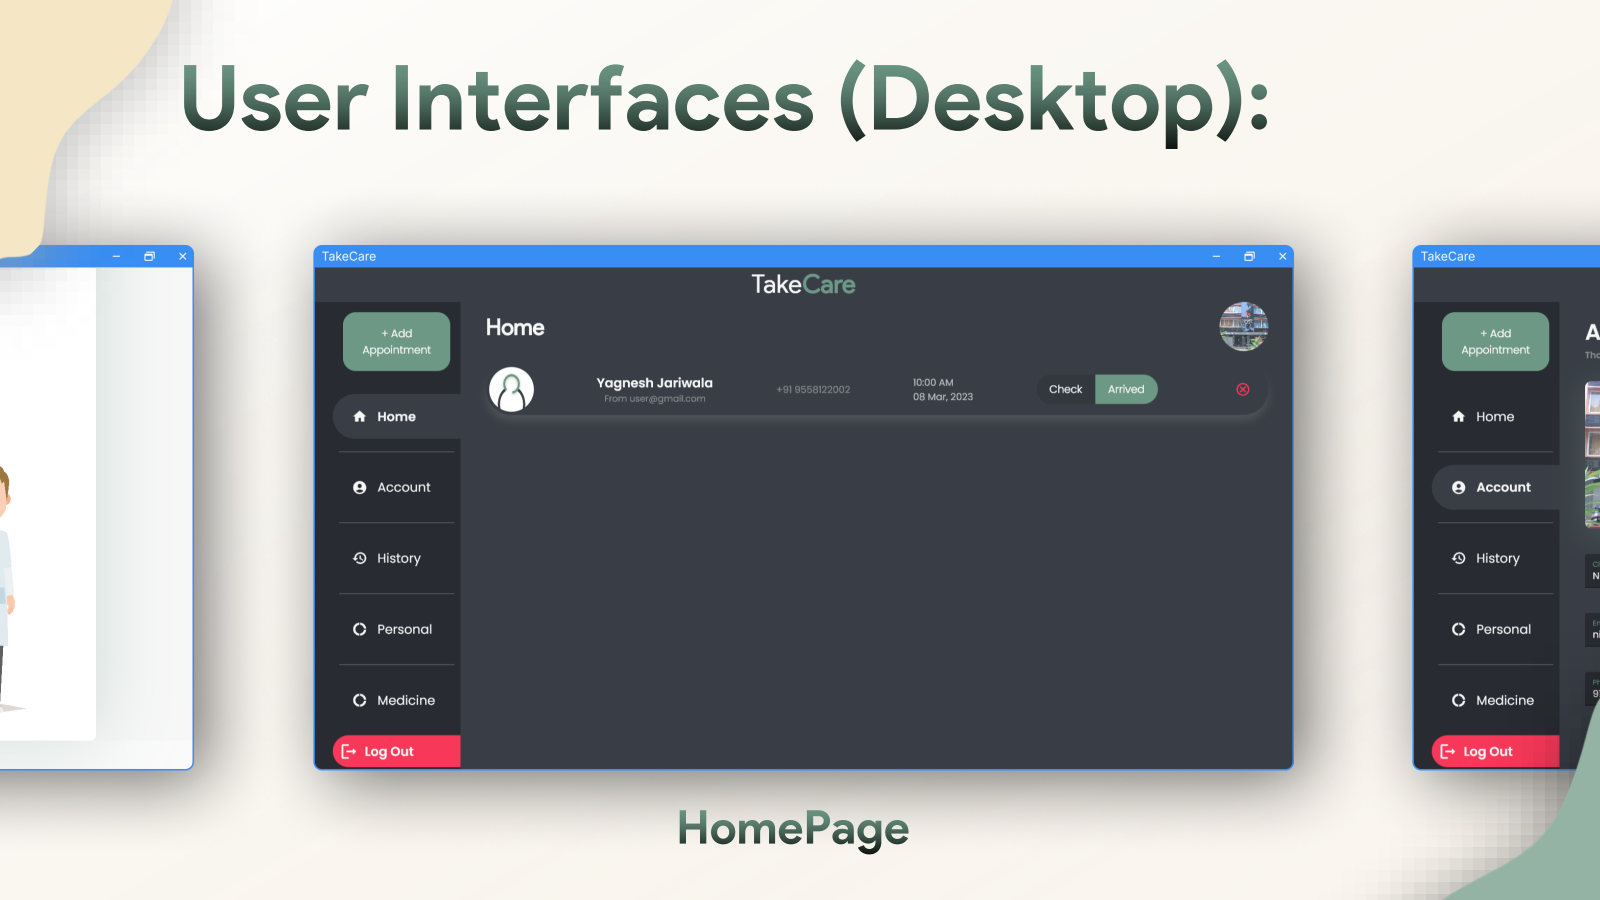 User Interfaces (Desktop):
TakeCare
TakeCare
+ Add
Appointment
Home
Account
History
Personal
Medicine
Log Out
Home
Yagnesh Jariwala
From user@gmail.com
+91 9558122002
10:00 AM
08 Mar, 2023
Check
Arrived
TakeCare
+ Add
Appointment
Home
Account
History
Personal
Medicine
Log Out
HomePage